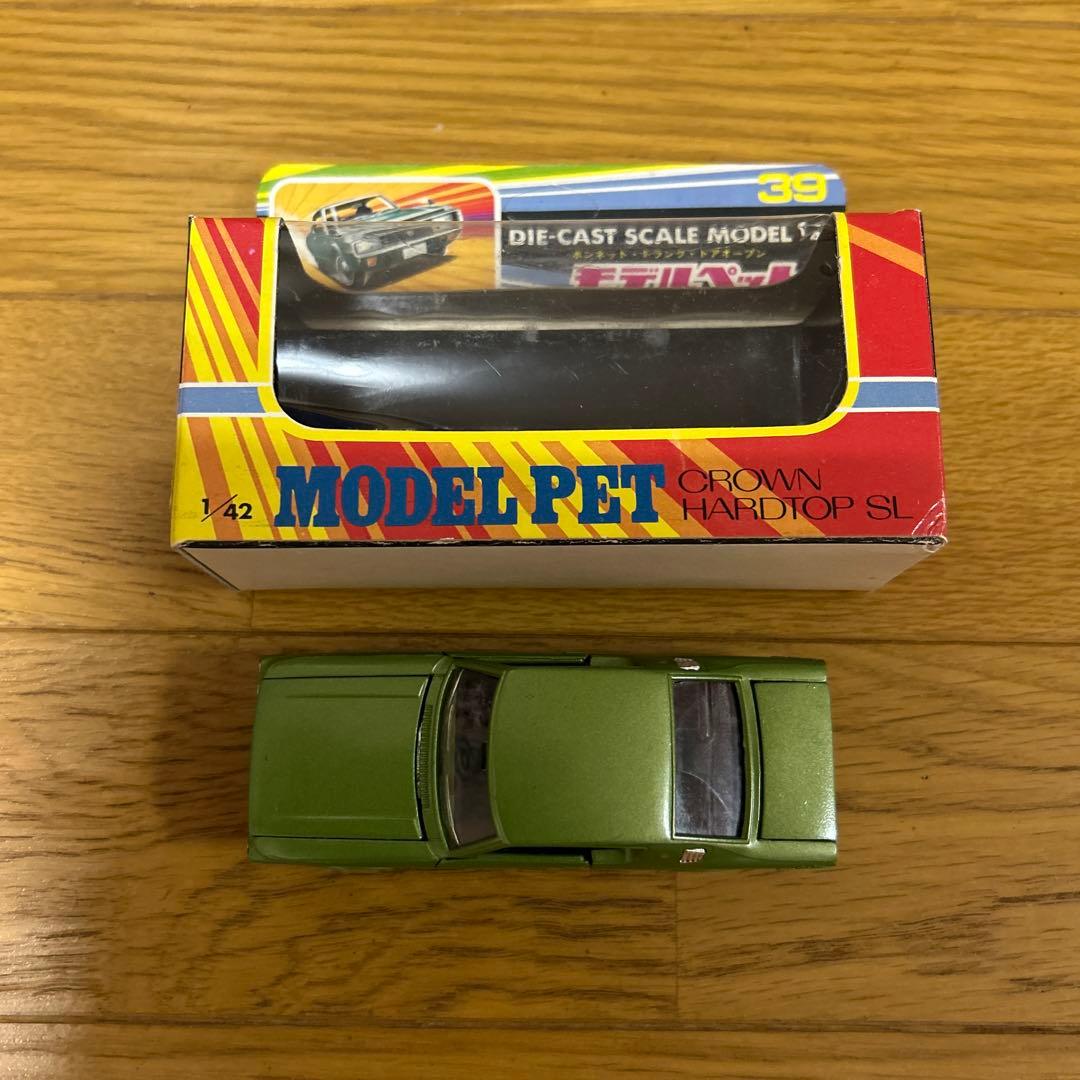 39
DIE-CAST SCALE MODEL
ボンネット・トランク・ドアオープン
モデルペット
1/42 MODEL PET CROWN
HARDTOP SL